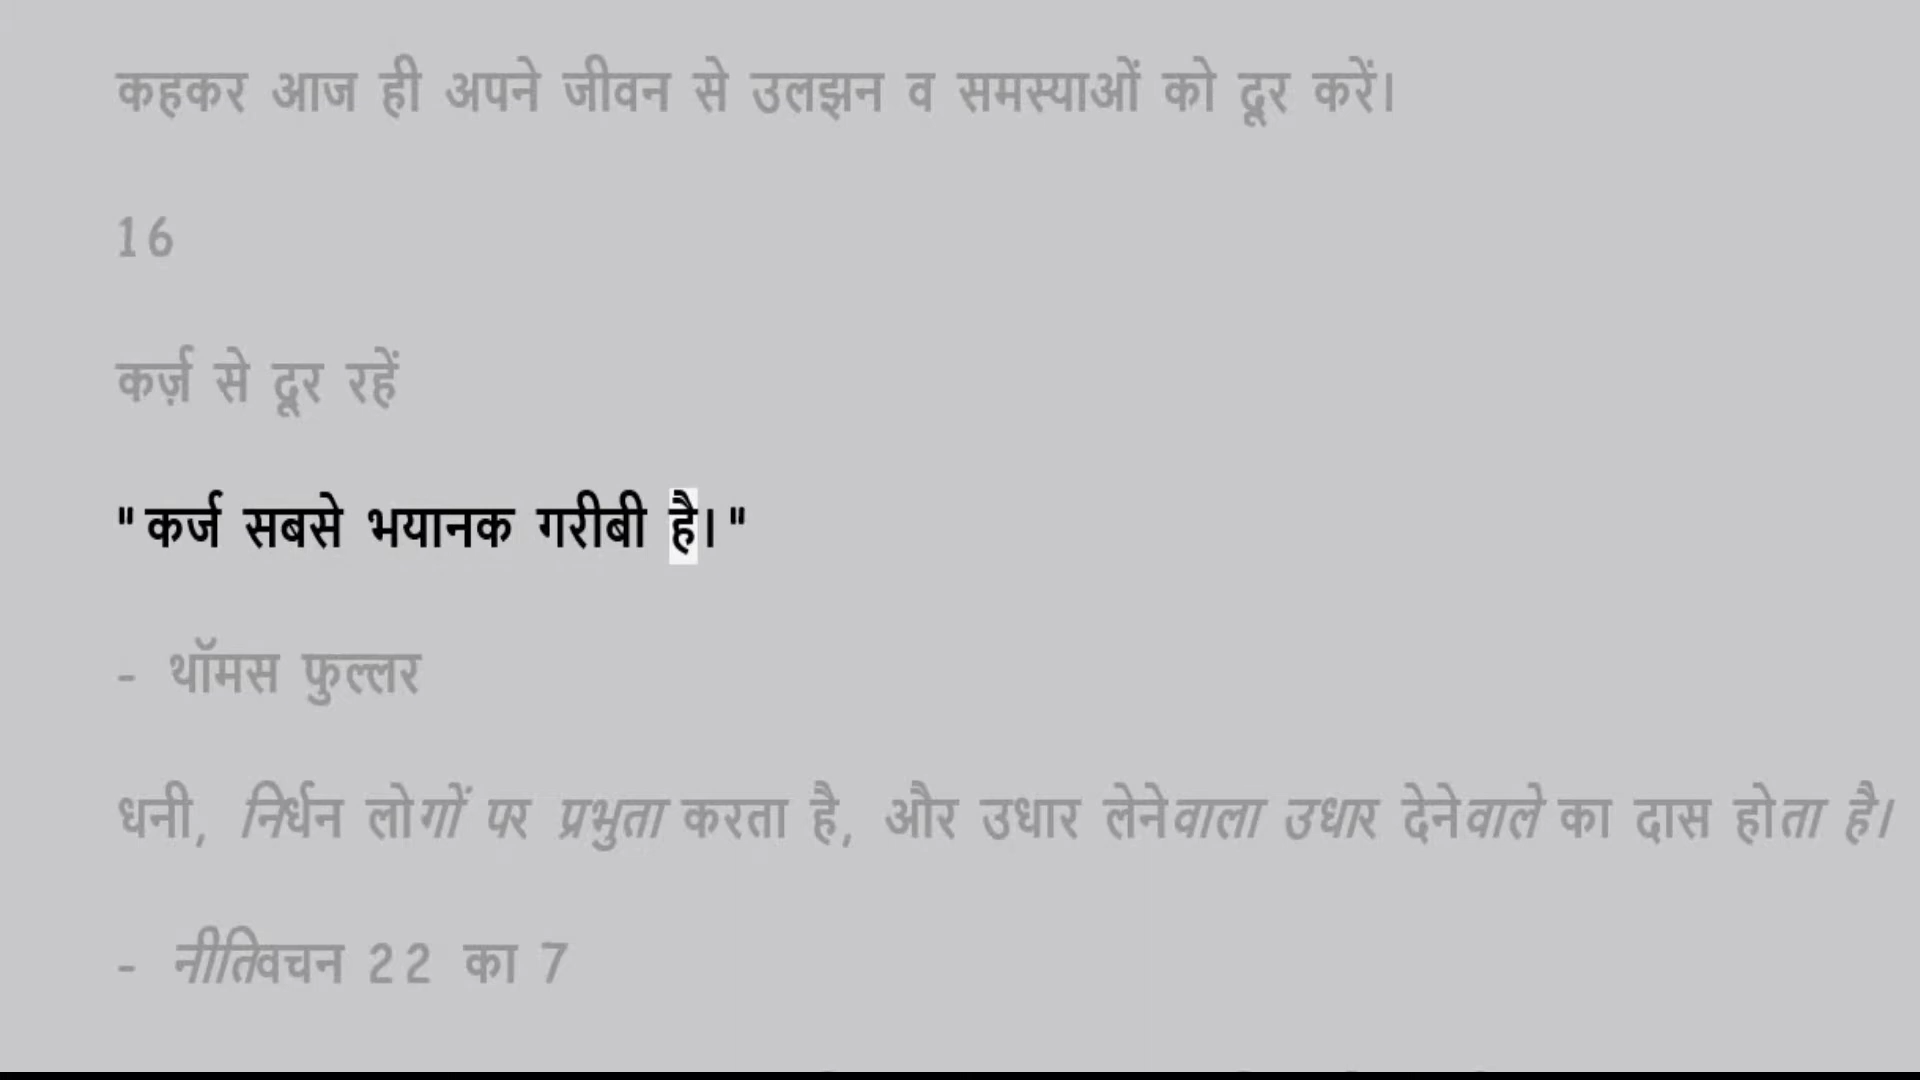 कहकर आज ही अपने जीवन से उलझन व समस्याओं को दूर करें।
16
कर्ज़ से दूर रहें
"कर्ज सबसे भयानक गरीबी है।"
- थॉमस फुल्लर
धनी, निर्धन लोगों पर प्रभुता करता है, और उधार लेनेवाला उधार देनेवाले का दास होता है।
- नीतिवचन 22 का 7